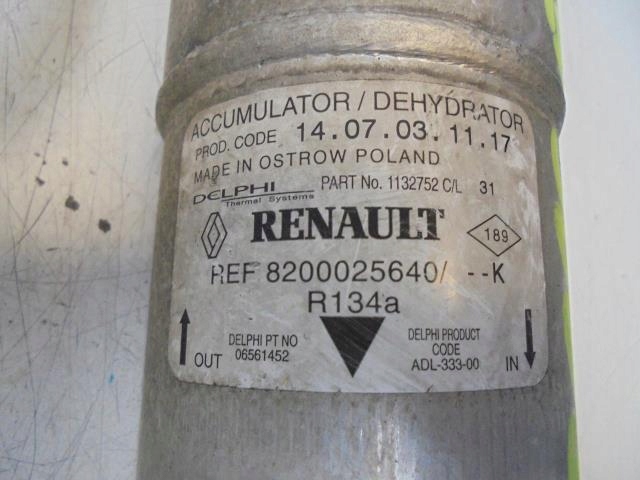 ACCUMULATOR / DEHYDRATOR
PROD. CODE 14.07.03.11.17
MADE IN OSTROW POLAND
DELPHI PART No. 1132752 C/L 31
Thermal Systems
RENAULT 189
REF 8200025640/ --K
R134a
OUT DELPHI PT NO 06561452
DELPHI PRODUCT CODE ADL-333-00 IN